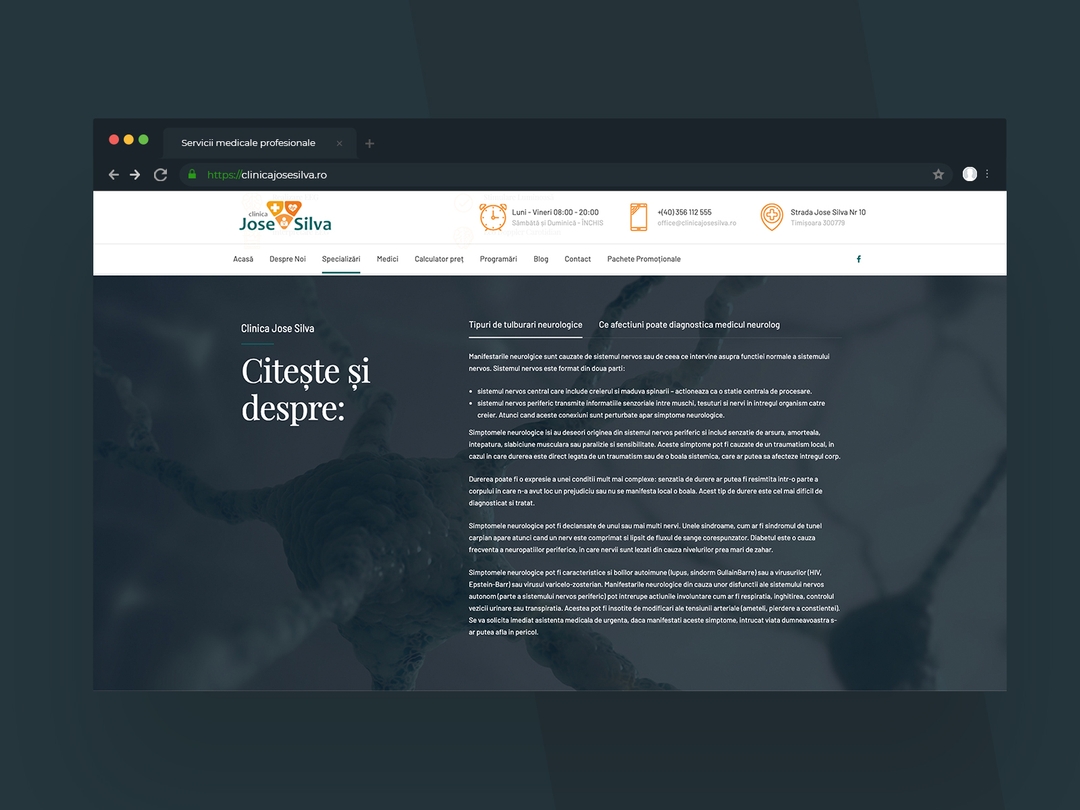 Servicii medicale profesionale
https://clinicajosesilva.ro
clinica
Jose Silva
Luni - Vineri 08:00 - 20:00
Sâmbătă și Duminică - ÎNCHIS
+(40) 356 112 555
office@clinicajosesilva.ro
Strada Jose Silva Nr 10
Timișoara 300779
Acasă Despre Noi Specializări Medici Calculator preț Programări Blog Contact Pachete Promoționale
Clinica Jose Silva
Citește și
despre:
Tipuri de tulburari neurologice Ce afectiuni poate diagnostica medicul neurolog
Manifestarile neurolgice sunt cauzate de sistemul nervos sau de ceea ce intervine asupra functiei normale a sistemului
nervos. Sistemul nervos este format din doua parti:
• sistemul nervos central care include creierul si maduva spinarii – actioneaza ca o statie centrala de procesare.
• sistemul nervos periferic transmite informatiile senzoriale intre muschi, tesuturi si nervi in intregul organism catre
creier. Atunci cand aceste conexiuni sunt perturbate apar simptome neurologice.
Simptomele neurologice isi au deseori originea din sistemul nervos periferic si includ senzatie de arsura, amorteala,
intepatura, slabiciune musculara sau paralizie si sensibilitate. Aceste simptome pot fi cauzate de un traumatism local, in
cazul in care durerea este direct legata de un traumatism sau de o boala sistemica, care ar putea sa afecteze intregul corp.
Durerea poate fi o expresie a unei conditii mult mai complexe: senzatia de durere ar putea fi resimtita intr-o parte a
corpului in care n-a avut loc un prejudiciu sau nu se manifesta local o boala. Acest tip de durere este cel mai dificil de
diagnosticat si tratat.
Simptomele neurologice pot fi declansate de unul sau mai multi nervi. Unele sindroame, cum ar fi sindromul de tunel
carpian apare atunci cand un nerv este comprimat si lipsit de fluxul de sange corespunzator. Diabetul este o cauza
frecventa a neuropatiilor periferice, in care nervii sunt lezati din cauza nivelurilor prea mari de zahar.
Simptomele neurologice pot fi caracteristice si bolilor autoimune (lupus, sindorm GullainBarre) sau a virusurilor (HIV,
Epstein-Barr) sau virusul varicelo-zosterian. Manifestarile neurologice din cauza unor disfunctii ale sistemului nervos
autonom (parte a sistemului nervos periferic) pot intrerupe actiunile involuntare cum ar fi respiratia, inghitirea, controlul
vezicii urinare sau transpiratia. Acestea pot fi insotite de modificari ale tensiunii arteriale (ameteli, pierdere a constientei).
Se va solicita imediat asistenta medicala de urgenta, daca manifestati aceste simptome, intrucat viata dumneavoastra s-
ar putea afla in pericol.